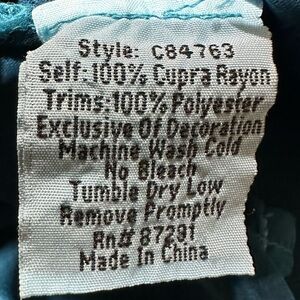 Style: C84763
Self: 100% Cupra Rayon
Trims: 100% Polyester
Exclusive Of Decoration
Machine Wash Cold
No Bleach
Tumble Dry Low
Remove Promptly
Rn# 87291
Made In China